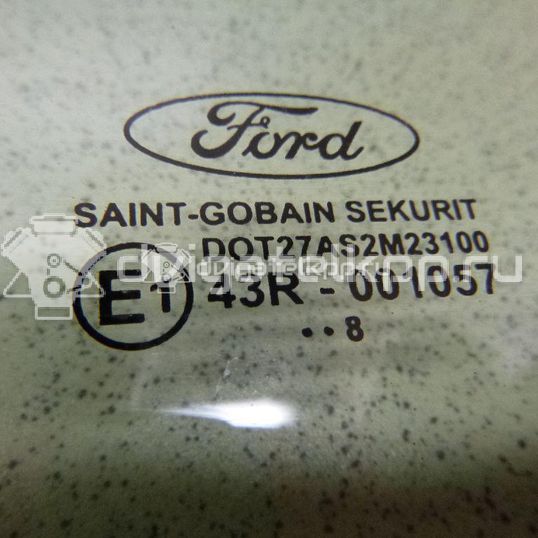 Ford
SAINT-GOBAIN SEKURIT
DOT27AS2M23100
E1 43R - 001057
..8